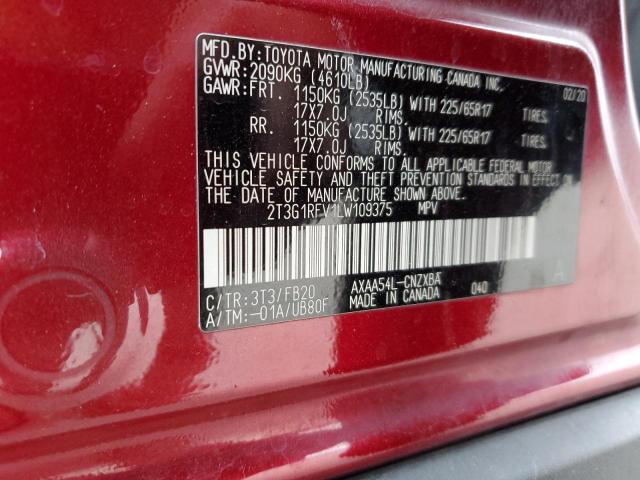 MFD.BY:TOYOTA MOTOR MANUFACTURING CANADA INC.
GVWR:2090KG (4610LB) 02/20
GAWR:FRT. 1150KG (2535LB) WITH 225/65R17 TIRES.
17X7.0J RIMS.
RR. 1150KG (2535LB) WITH 225/65R17 TIRES.
17X7.0J RIMS.
THIS VEHICLE CONFORMS TO ALL APPLICABLE FEDERAL MOTOR
VEHICLE SAFETY AND THEFT PREVENTION STANDARDS IN EFFECT ON
THE DATE OF MANUFACTURE SHOWN ABOVE.
2T3G1RFV1LW109375 MPV
C/TR:3T3/FB20 AXAA54L-CNZXBA 040 A
A/TM:-01A/UB80F MADE IN CANADA